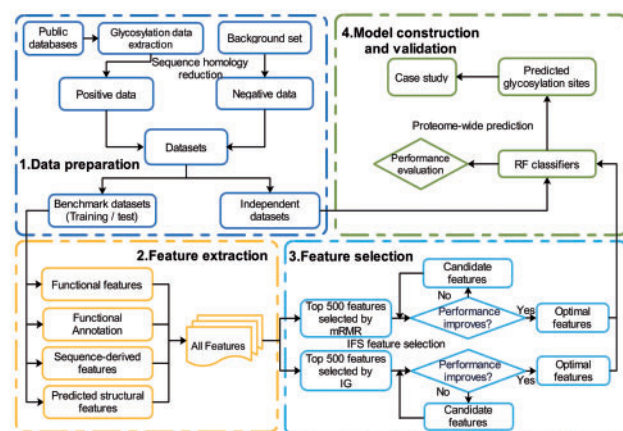 Public
databases
Glycosylation data
extraction
Background set
Sequence homology
reduction
Positive data
Negative data
Datasets
1.Data preparation
Benchmark datasets
(Training / test)
Independent
datasets
4.Model construction
and validation
Case study
Predicted
glycosylation sites
Proteome-wide prediction
Performance
evaluation
RF classifiers
2.Feature extraction
Functional features
Functional
Annotation
Sequence-derived
features
Predicted structural
features
All Features
3.Feature selection
Candidate
features
No
Top 500 features
selected by
mRMR
Performance
improves?
Yes
Optimal
features
IFS feature selection
Top 500 features
selected by
IG
Performance
improves?
Yes
Optimal
features
No
Candidate
features